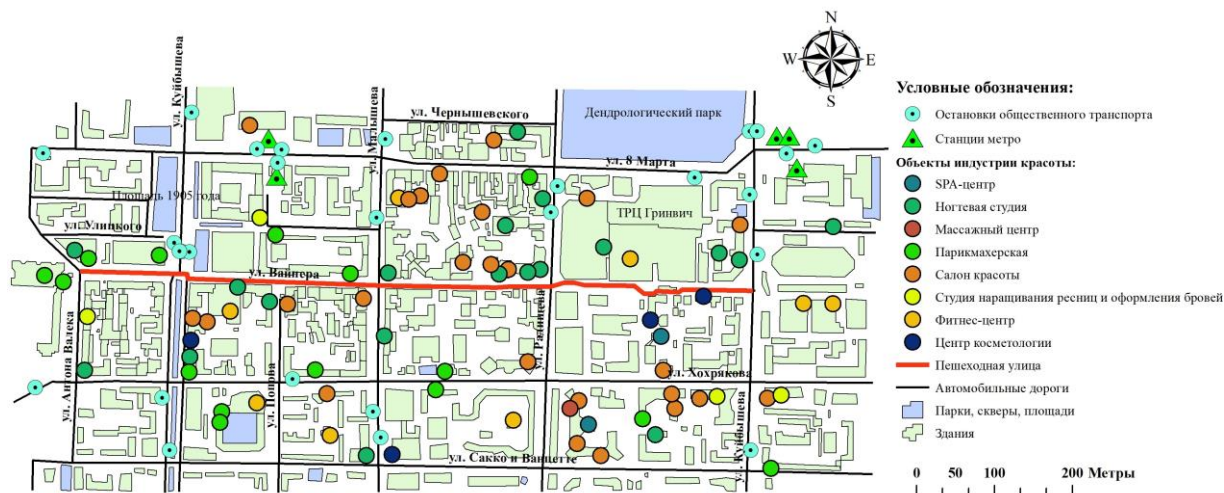 N
W
E
S
ул. Куйбышева
ул. Малышева
ул. Чернышевского
Дендрологический парк
ул. 8 Марта
Площадь 1905 года
ул. Улицкого
ТРЦ Гринвич
ул. Вайнера
ул. Антона Валека
ул. Попова
ул. Радищева
ул. Хохрякова
ул. Куйбышева
ул. Сакко и Ванцетте
Условные обозначения:
Остановки общественного транспорта
Станции метро
Объекты индустрии красоты:
SPA-центр
Ногтевая студия
Массажный центр
Парикмахерская
Салон красоты
Студия наращивания ресниц и оформления бровей
Фитнес-центр
Центр косметологии
Пешеходная улица
Автомобильные дороги
Парки, скверы, площади
Здания
0 50 100 200 Метры